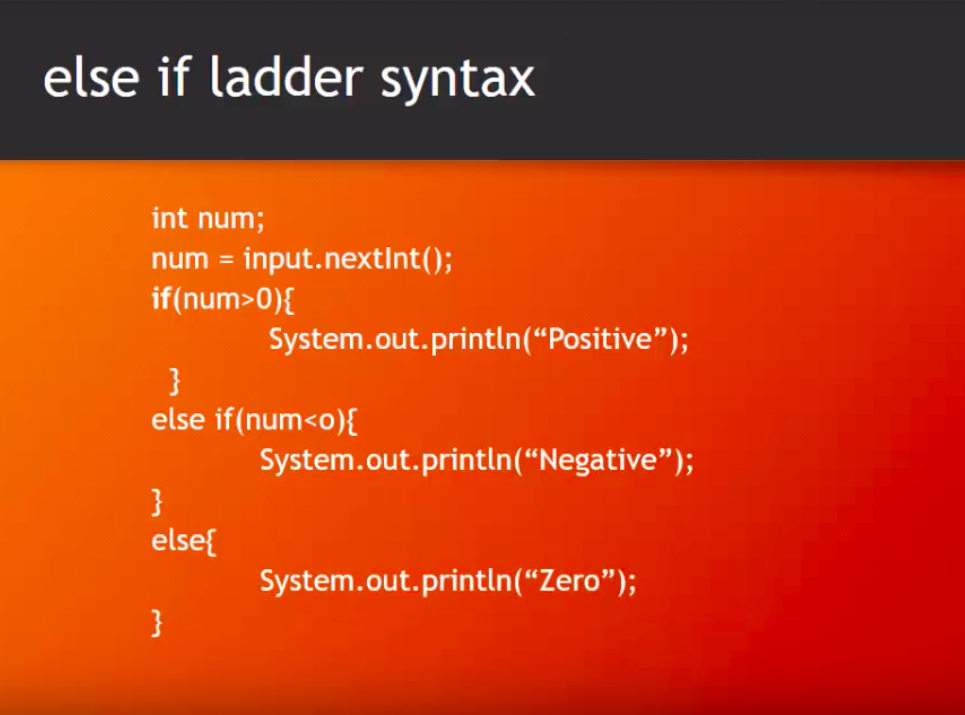 else if ladder syntax
int num;
num = input.nextInt();
if(num>0){
System.out.println(“Positive”);
}
else if(num<o){
System.out.println(“Negative”);
}
else{
System.out.println(“Zero”);
}